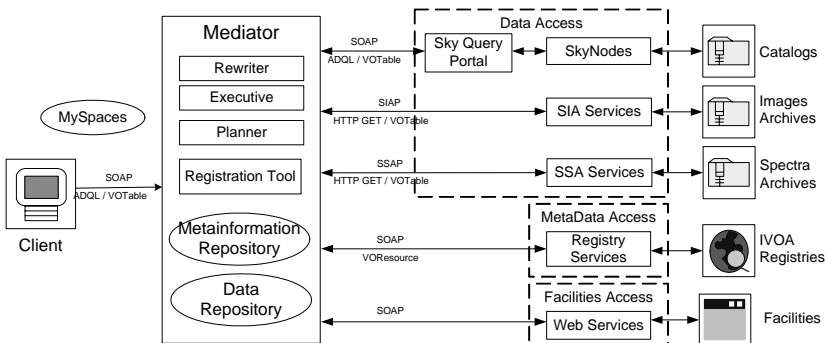 Mediator
Rewriter
Executive
Planner
Registration Tool
Metainformation
Repository
Data
Repository
MySpaces
Client
SOAP
ADQL / VOTable
SOAP
ADQL / VOTable
SIAP
HTTP GET / VOTable
SSAP
HTTP GET / VOTable
SOAP
VOResource
SOAP
Data Access
Sky Query
Portal
SkyNodes
SIA Services
SSA Services
MetaData Access
Registry
Services
Facilities Access
Web Services
Catalogs
Images
Archives
Spectra
Archives
IVOA
Registries
Facilities